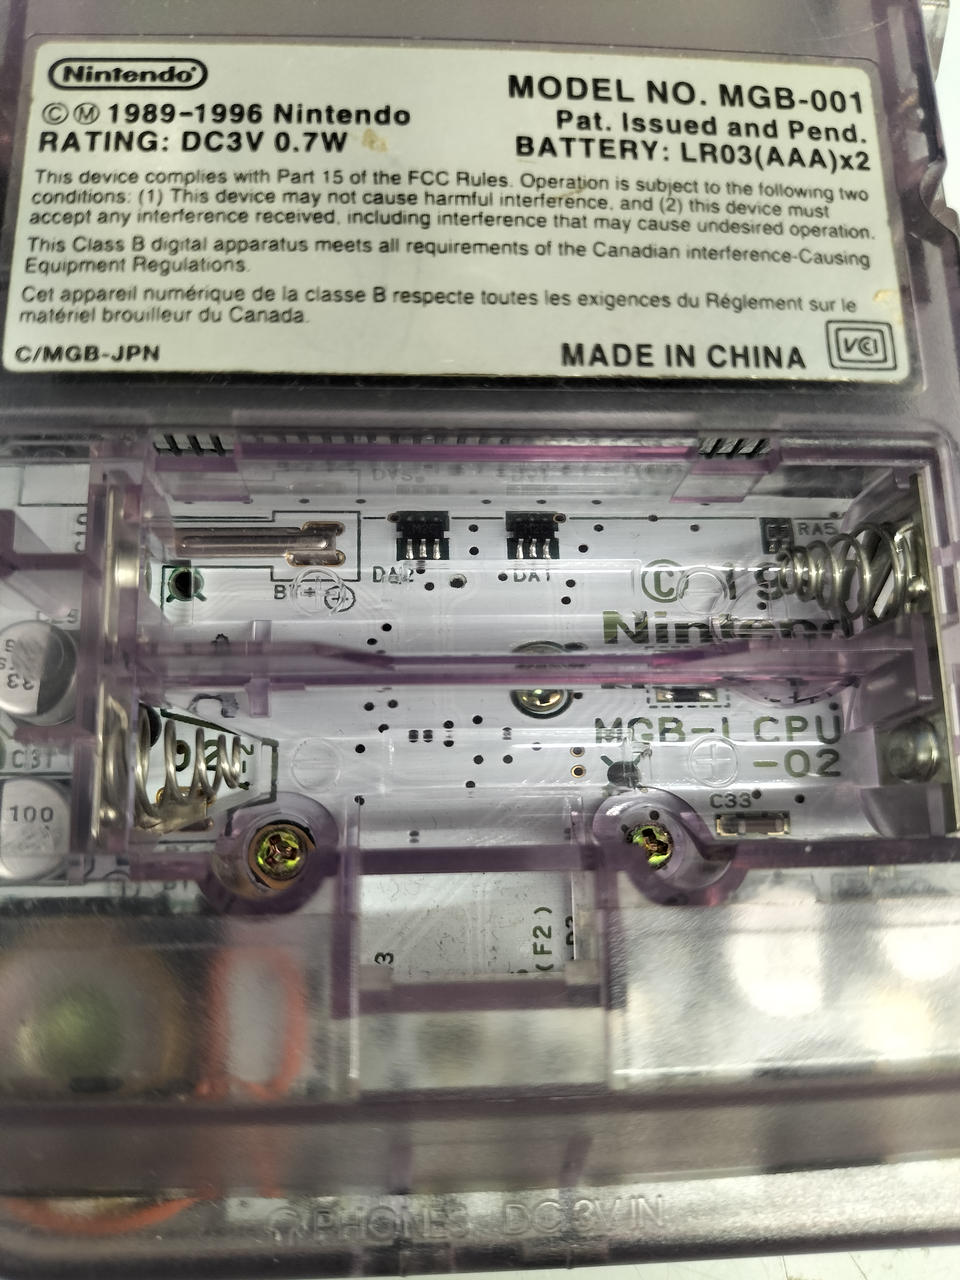 Nintendo
©Ⓜ 1989-1996 Nintendo
RATING: DC3V 0.7W
MODEL NO. MGB-001
Pat. Issued and Pend.
BATTERY: LR03(AAA)x2
This device complies with Part 15 of the FCC Rules. Operation is subject to the following two
conditions: (1) This device may not cause harmful interference, and (2) this device must
accept any interference received, including interference that may cause undesired operation.
This Class B digital apparatus meets all requirements of the Canadian interference-Causing
Equipment Regulations.
Cet appareil numérique de la classe B respecte toutes les exigences du Réglement sur le
matériel brouilleur du Canada.
C/MGB-JPN
MADE IN CHINA
VCI
RA5
DA2
DA1
BT+
© 19
Nintendo
33
MGB-LCPU
-02
C31
C33
100
3
(F2)
PHONES DC 3V IN